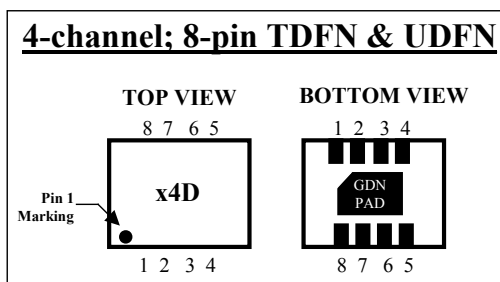 4-channel; 8-pin TDFN & UDFN
TOP VIEW
8 7 6 5
x4D
Pin 1
Marking
1 2 3 4
BOTTOM VIEW
1 2 3 4
GDN
PAD
8 7 6 5